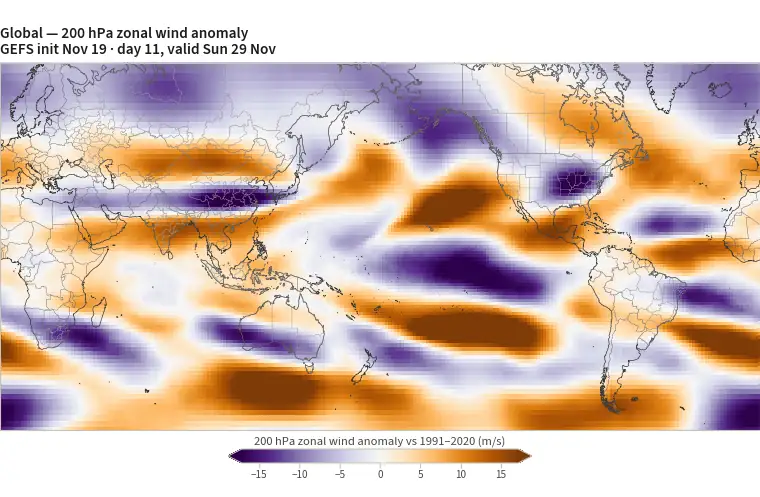 Global — 200 hPa zonal wind anomaly
GEFS init Nov 19 · day 11, valid Sun 29 Nov
200 hPa zonal wind anomaly vs 1991–2020 (m/s)
−15 −10 −5 0 5 10 15